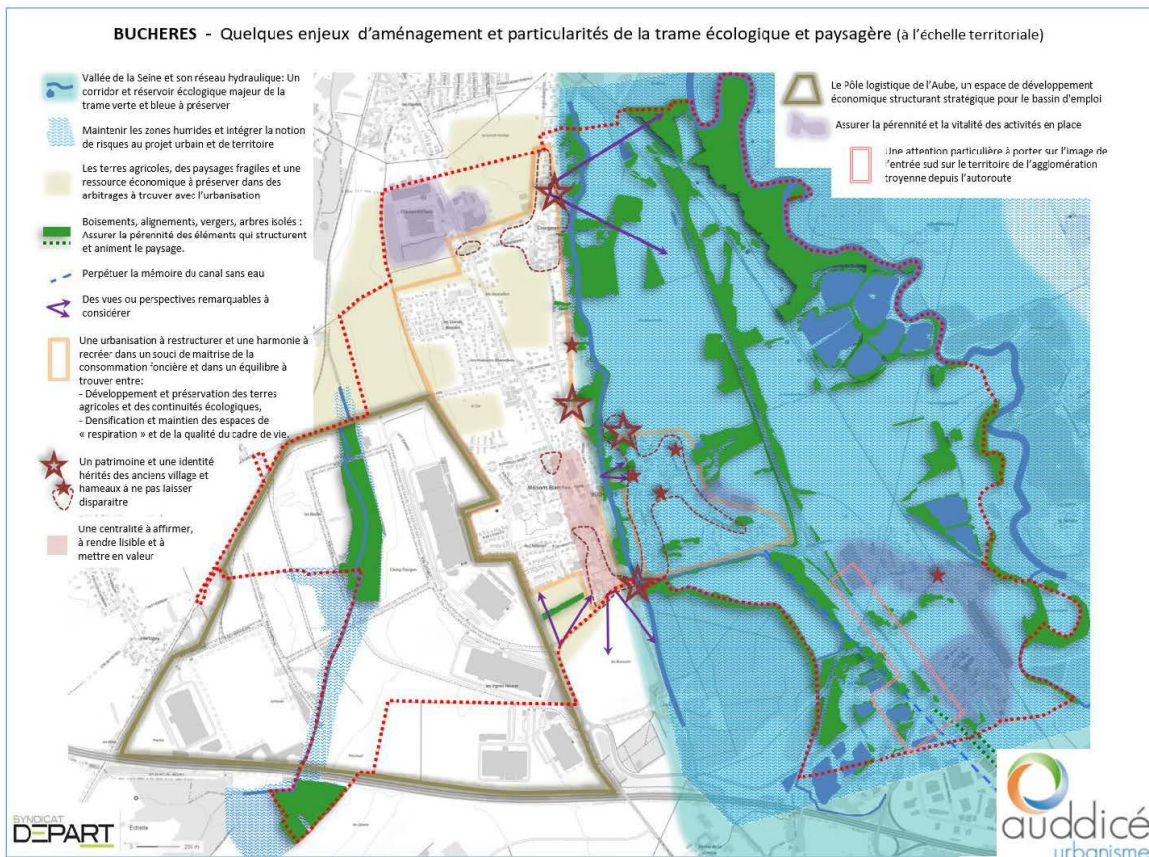 BUCHERES - Quelques enjeux d'aménagement et particularités de la trame écologique et paysagère (à l'échelle territoriale)
Vallée de la Seine et son réseau hydraulique: Un
corridor et réservoir écologique majeur de la
trame verte et bleue à préserver
Maintenir les zones humides et intégrer la notion
de risques au projet urbain et de territoire
Les terres agricoles, des paysages fragiles et une
ressource économique à préserver dans des
arbitrages à trouver avec l'urbanisation
Boisements, alignements, vergers, arbres isolés :
Assurer la pérennité des éléments qui structurent
et animent le paysage.
Perpétuer la mémoire du canal sans eau
Des vues ou perspectives remarquables à
considérer
Une urbanisation à restructurer et une harmonie à
recréer dans un souci de maitrise de la
consommation foncière et dans un équilibre à
trouver entre:
- Développement et préservation des terres
agricoles et des continuités écologiques,
- Densification et maintien des espaces de
« respiration » et de la qualité du cadre de vie.
Un patrimoine et une identité
hérités des anciens village et
hameaux à ne pas laisser
disparaitre
Une centralité à affirmer,
à rendre lisible et à
mettre en valeur
Le Pôle logistique de l'Aube, un espace de développement
économique structurant stratégique pour le bassin d'emploi
Assurer la pérennité et la vitalité des activités en place
Une attention particulière à porter sur l'image de
l'entrée sud sur le territoire de l'agglomération
troyenne depuis l'autoroute
SYNDICAT
DEPART
Échelle
200 m
auddicé
urbanisme